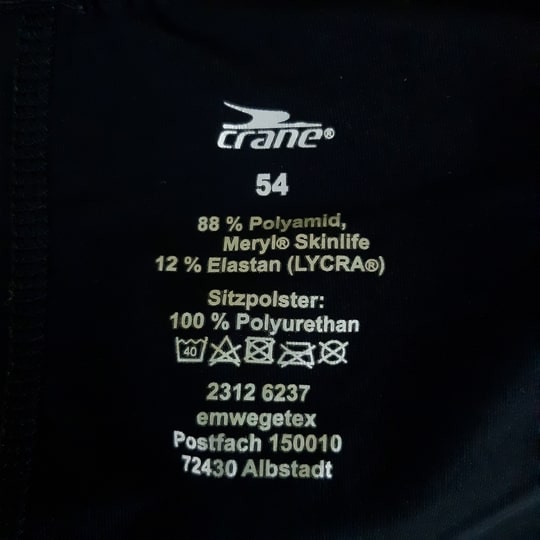 crane®
54
88 % Polyamid,
Meryl® Skinlife
12 % Elastan (LYCRA®)
Sitzpolster:
100 % Polyurethan
40
2312 6237
emwegetex
Postfach 150010
72430 Albstadt